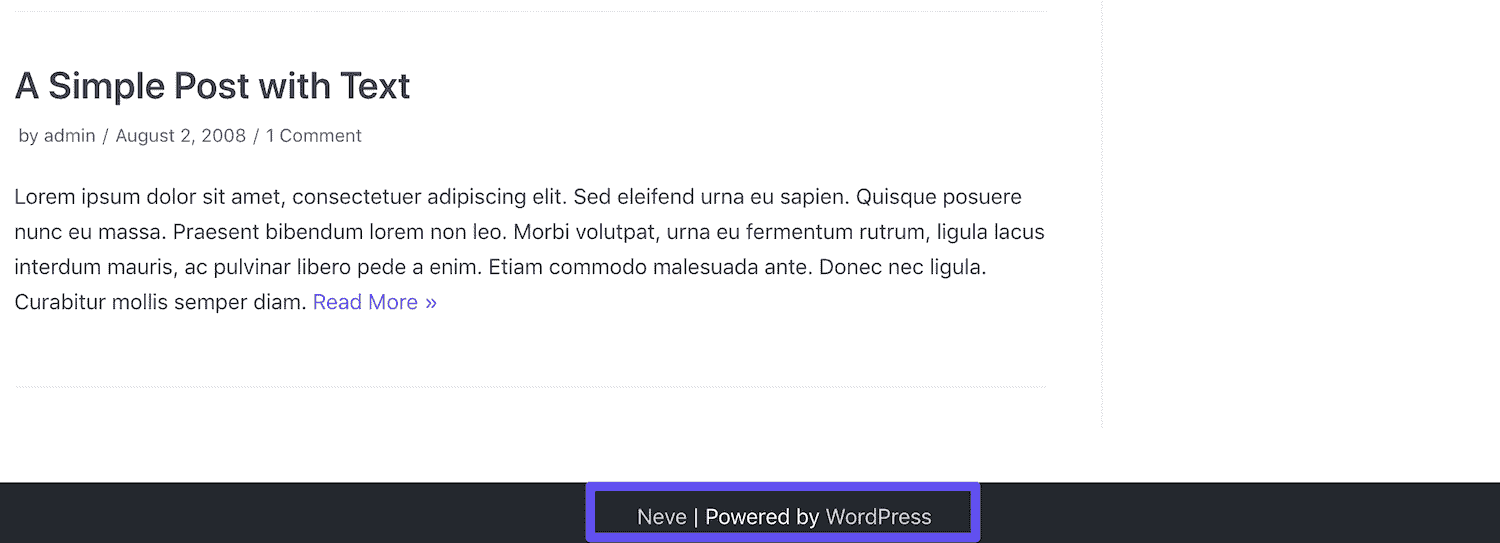 A Simple Post with Text
by admin / August 2, 2008 / 1 Comment
Lorem ipsum dolor sit amet, consectetuer adipiscing elit. Sed eleifend urna eu sapien. Quisque posuere
nunc eu massa. Praesent bibendum lorem non leo. Morbi volutpat, urna eu fermentum rutrum, ligula lacus
interdum mauris, ac pulvinar libero pede a enim. Etiam commodo malesuada ante. Donec nec ligula.
Curabitur mollis semper diam. Read More »
Neve | Powered by WordPress